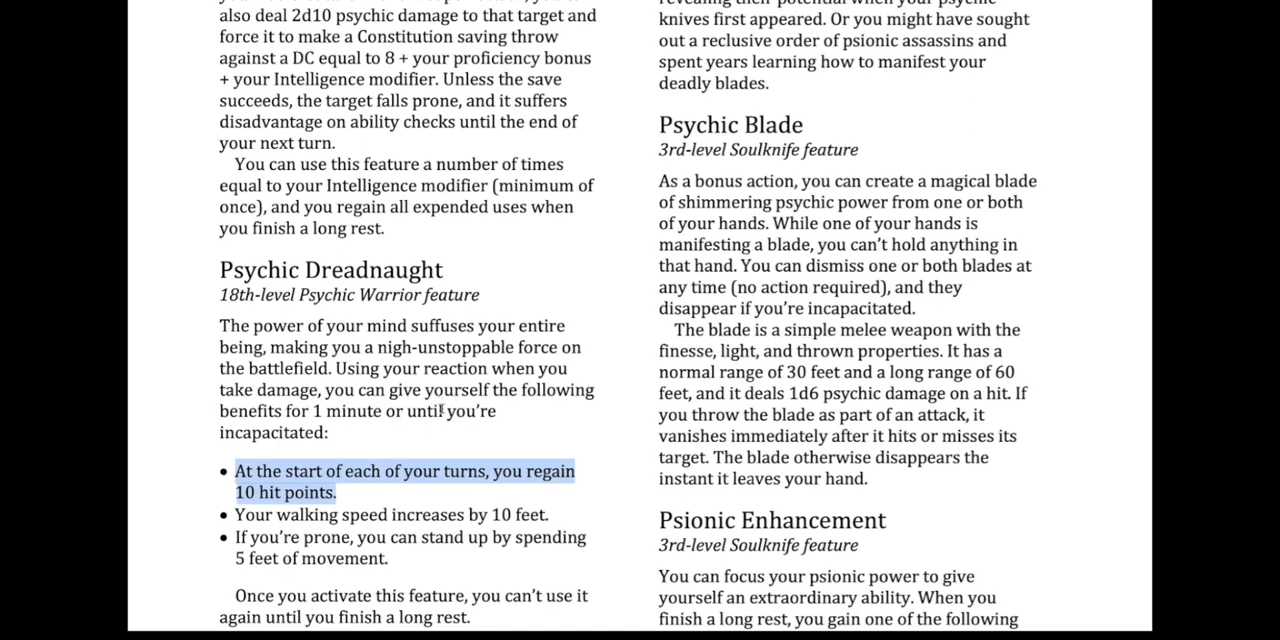 also deal 2d10 psychic damage to that target and
force it to make a Constitution saving throw
against a DC equal to 8 + your proficiency bonus
+ your Intelligence modifier. Unless the save
succeeds, the target falls prone, and it suffers
disadvantage on ability checks until the end of
your next turn.
You can use this feature a number of times
equal to your Intelligence modifier (minimum of
once), and you regain all expended uses when
you finish a long rest.
Psychic Dreadnaught
18th-level Psychic Warrior feature
The power of your mind suffuses your entire
being, making you a nigh-unstoppable force on
the battlefield. Using your reaction when you
take damage, you can give yourself the following
benefits for 1 minute or until you’re
incapacitated:
• At the start of each of your turns, you regain
10 hit points.
• Your walking speed increases by 10 feet.
• If you’re prone, you can stand up by spending
5 feet of movement.
Once you activate this feature, you can’t use it
again until you finish a long rest.
revealing their potential when your psychic
knives first appeared. Or you might have sought
out a reclusive order of psionic assassins and
spent years learning how to manifest your
deadly blades.
Psychic Blade
3rd-level Soulknife feature
As a bonus action, you can create a magical blade
of shimmering psychic power from one or both
of your hands. While one of your hands is
manifesting a blade, you can’t hold anything in
that hand. You can dismiss one or both blades at
any time (no action required), and they
disappear if you’re incapacitated.
The blade is a simple melee weapon with the
finesse, light, and thrown properties. It has a
normal range of 30 feet and a long range of 60
feet, and it deals 1d6 psychic damage on a hit. If
you throw the blade as part of an attack, it
vanishes immediately after it hits or misses its
target. The blade otherwise disappears the
instant it leaves your hand.
Psionic Enhancement
3rd-level Soulknife feature
You can focus your psionic power to give
yourself an extraordinary ability. When you
finish a long rest, you gain one of the following